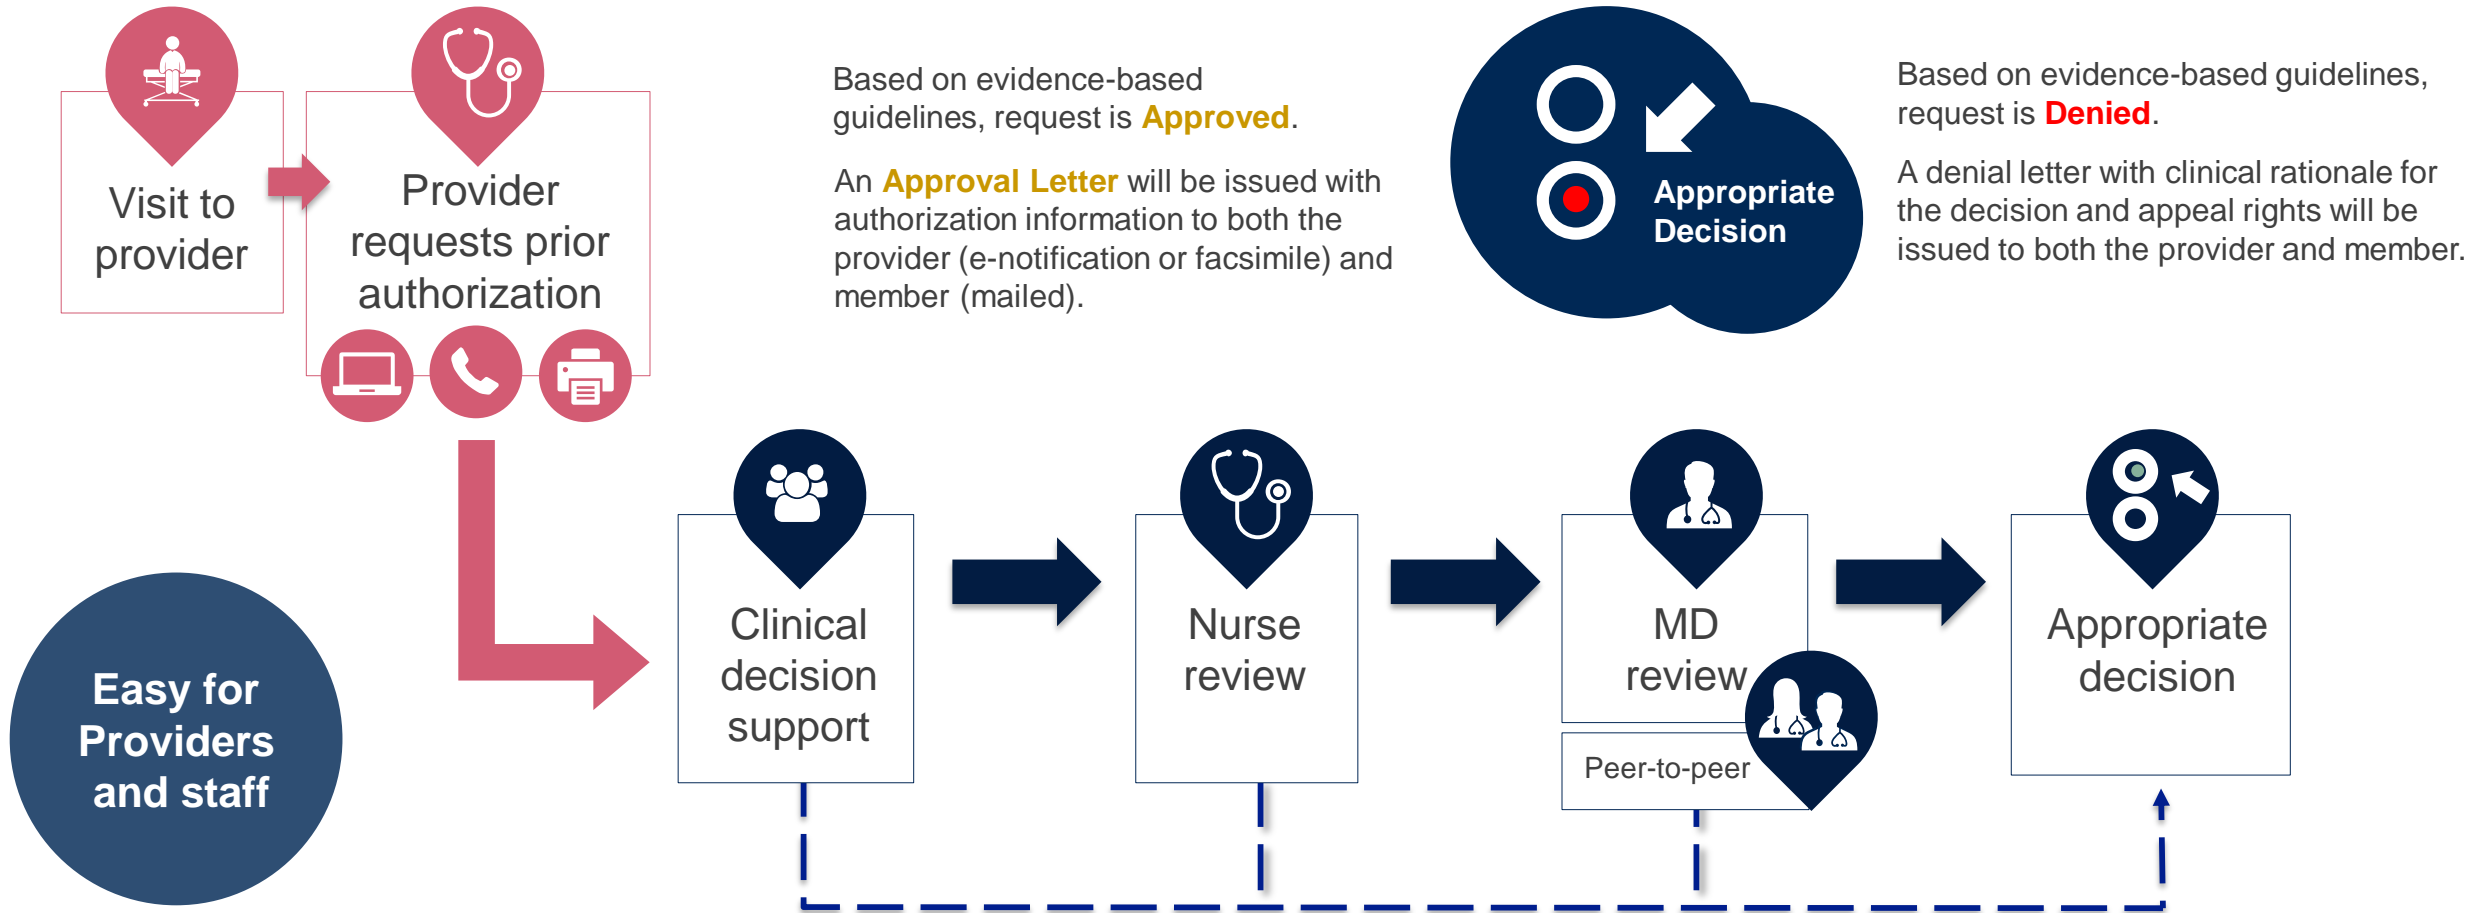 Visit to
provider
Provider
requests prior
authorization
Based on evidence-based
guidelines, request is Approved.
An Approval Letter will be issued with
authorization information to both the
provider (e-notification or facsimile) and
member (mailed).
Appropriate
Decision
Based on evidence-based guidelines,
request is Denied.
A denial letter with clinical rationale for
the decision and appeal rights will be
issued to both the provider and member.
Easy for
Providers
and staff
Clinical
decision
support
Nurse
review
MD
review
Peer-to-peer
Appropriate
decision